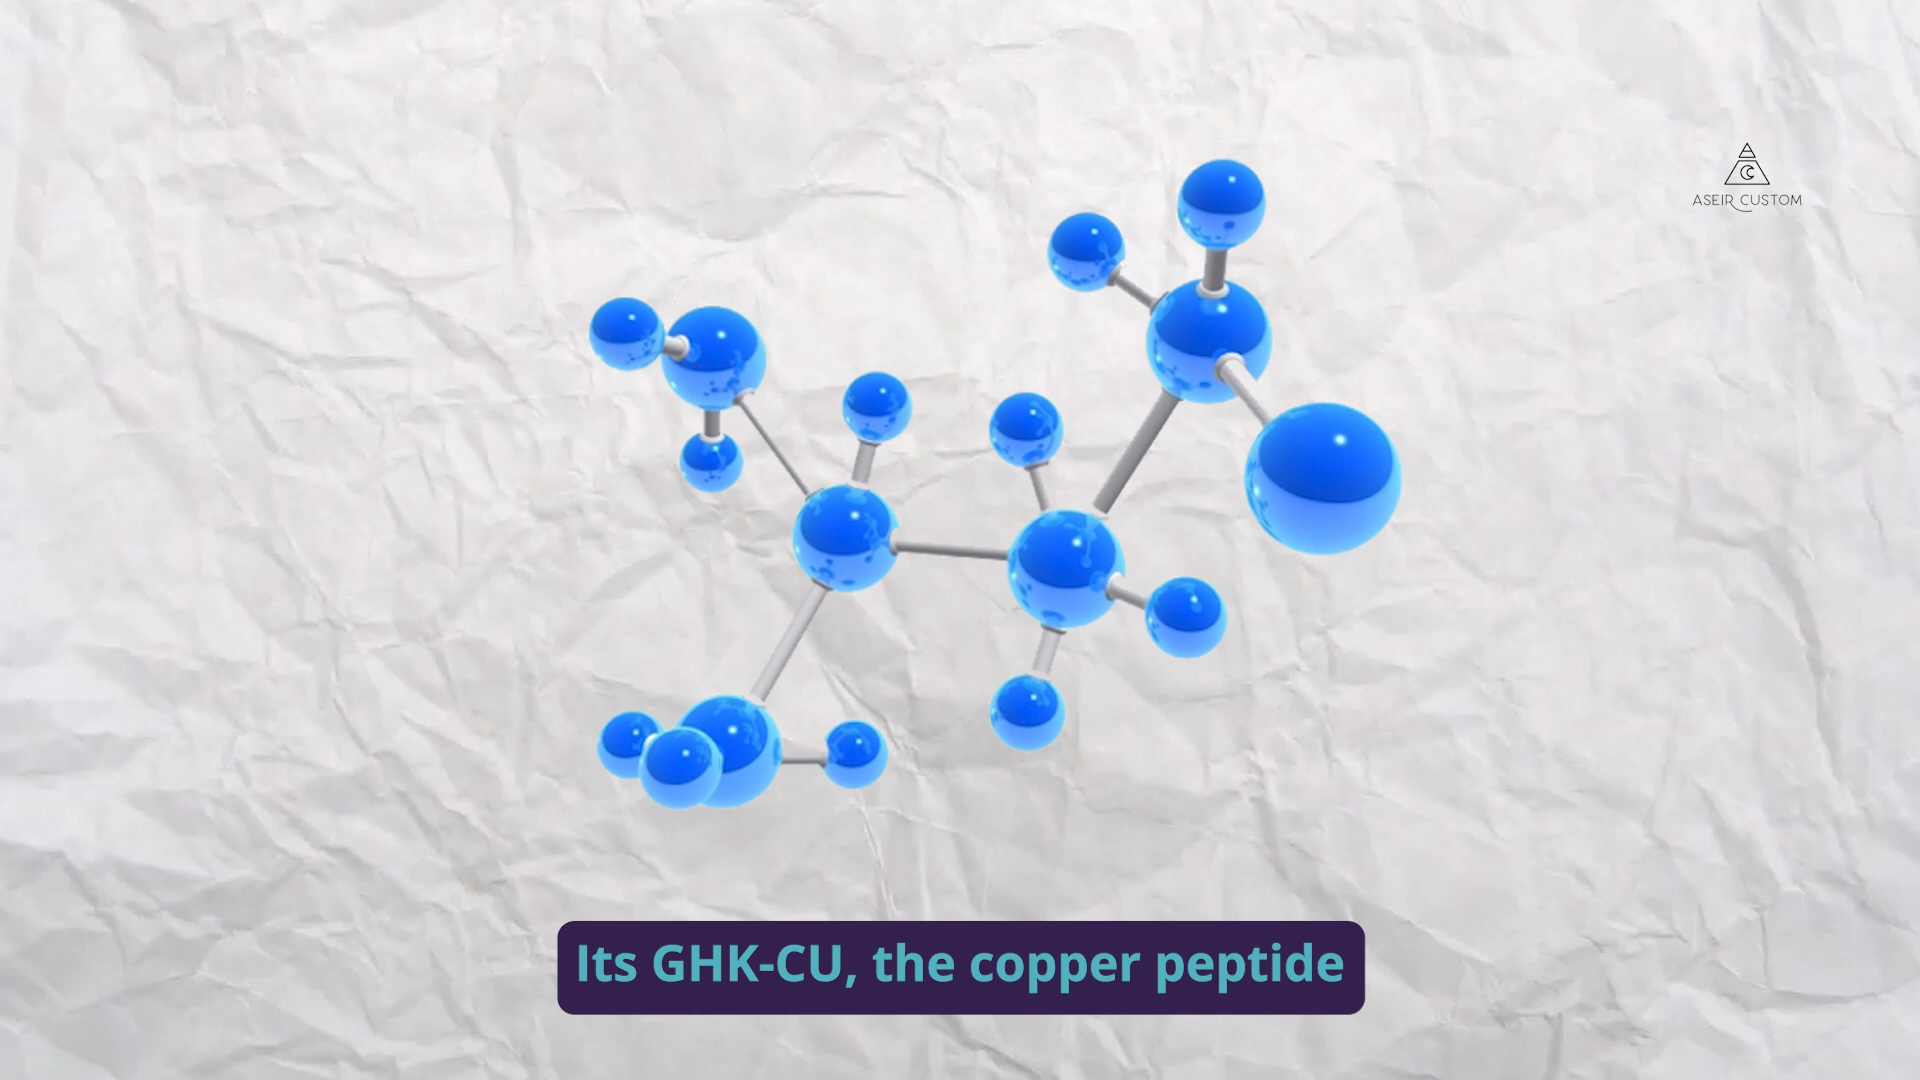 ASEIR CUSTOM
Its GHK-CU, the copper peptide